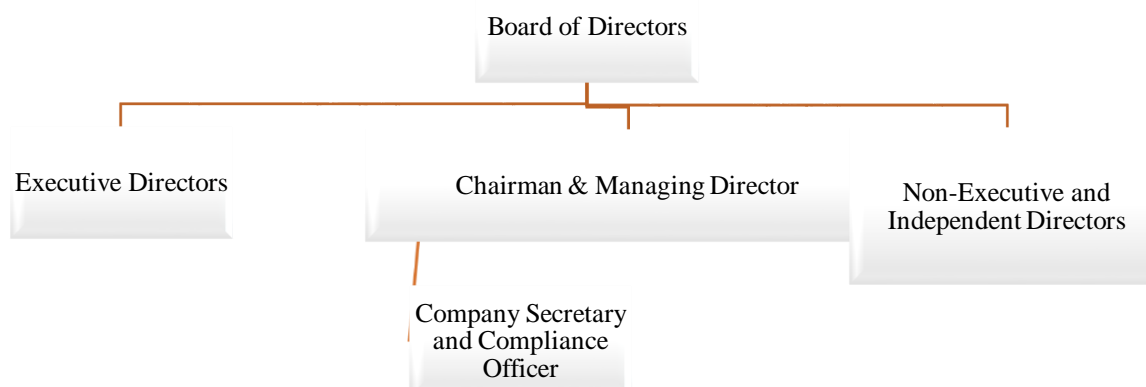 Board of Directors
Executive Directors
Chairman & Managing Director
Non-Executive and
Independent Directors
Company Secretary
and Compliance
Officer